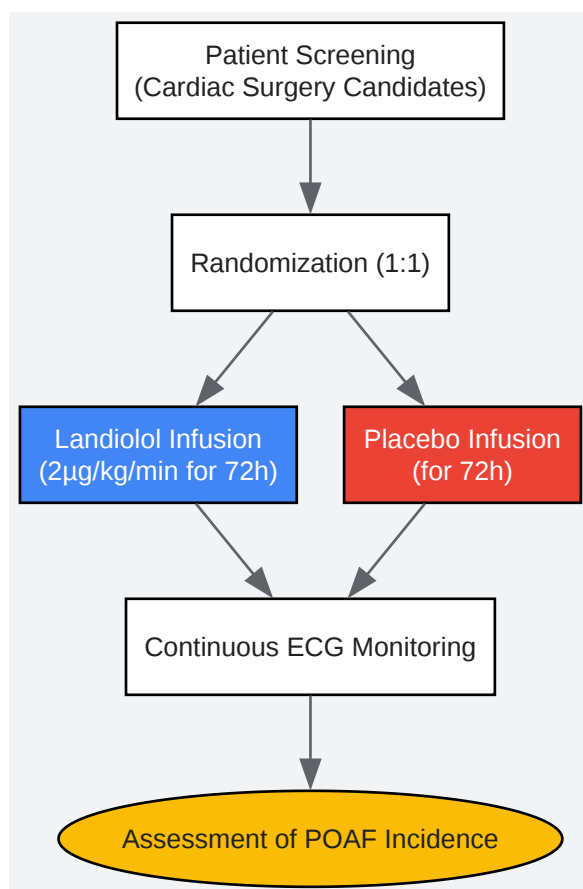 Patient Screening
(Cardiac Surgery Candidates)
Randomization (1:1)
Landiolol Infusion
(2µg/kg/min for 72h)
Placebo Infusion
(for 72h)
Continuous ECG Monitoring
Assessment of POAF Incidence